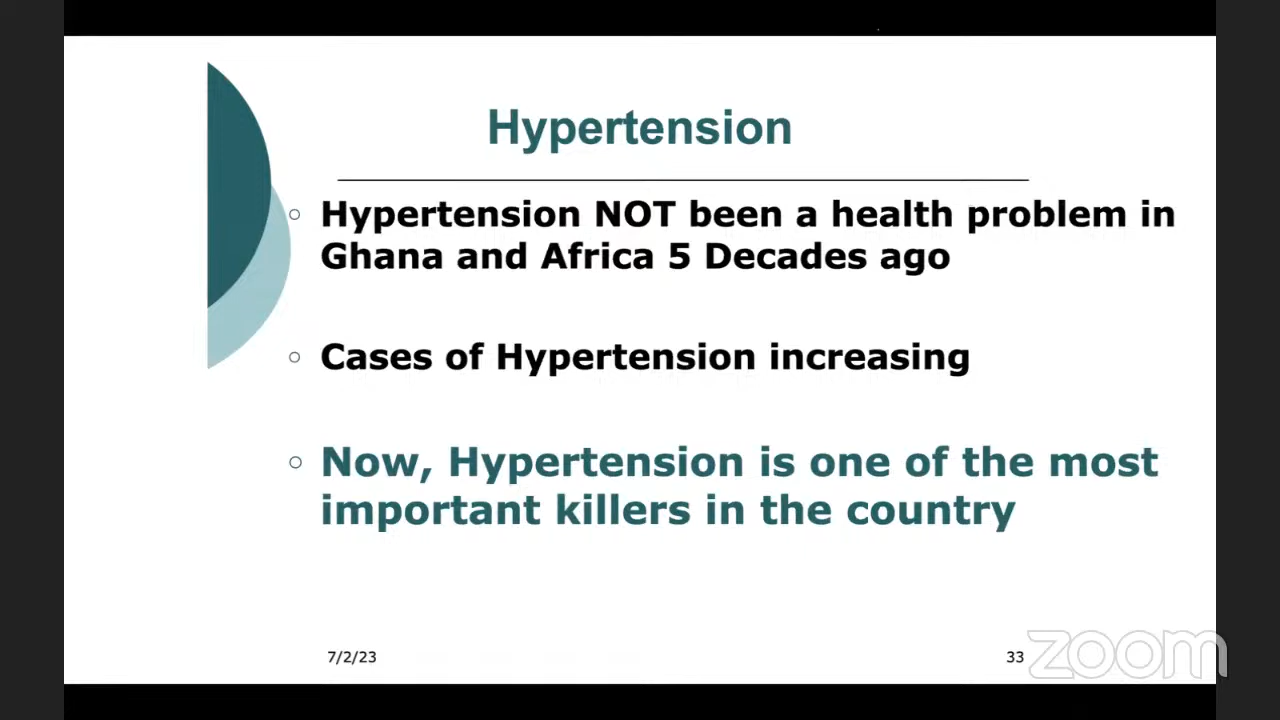 Hypertension
Hypertension NOT been a health problem in
Ghana and Africa 5 Decades ago
Cases of Hypertension increasing
Now, Hypertension is one of the most
important killers in the country
7/2/23
33
zoom